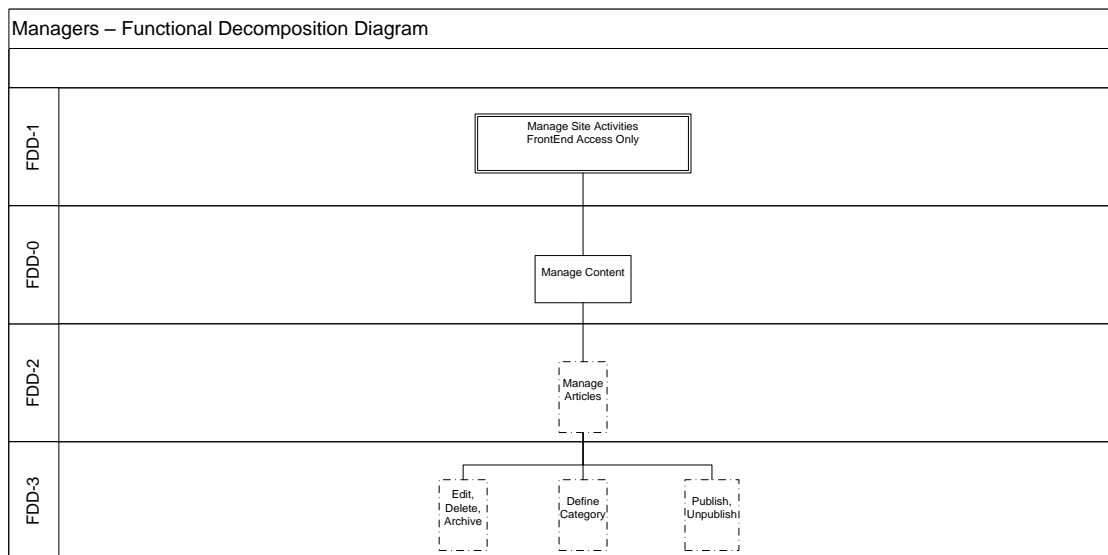 Managers – Functional Decomposition Diagram
FDD-1
Manage Site Activities
FrontEnd Access Only
FDD-0
Manage Content
FDD-2
Manage
Articles
FDD-3
Edit,
Delete,
Archive
Define
Category
Publish,
Unpublish